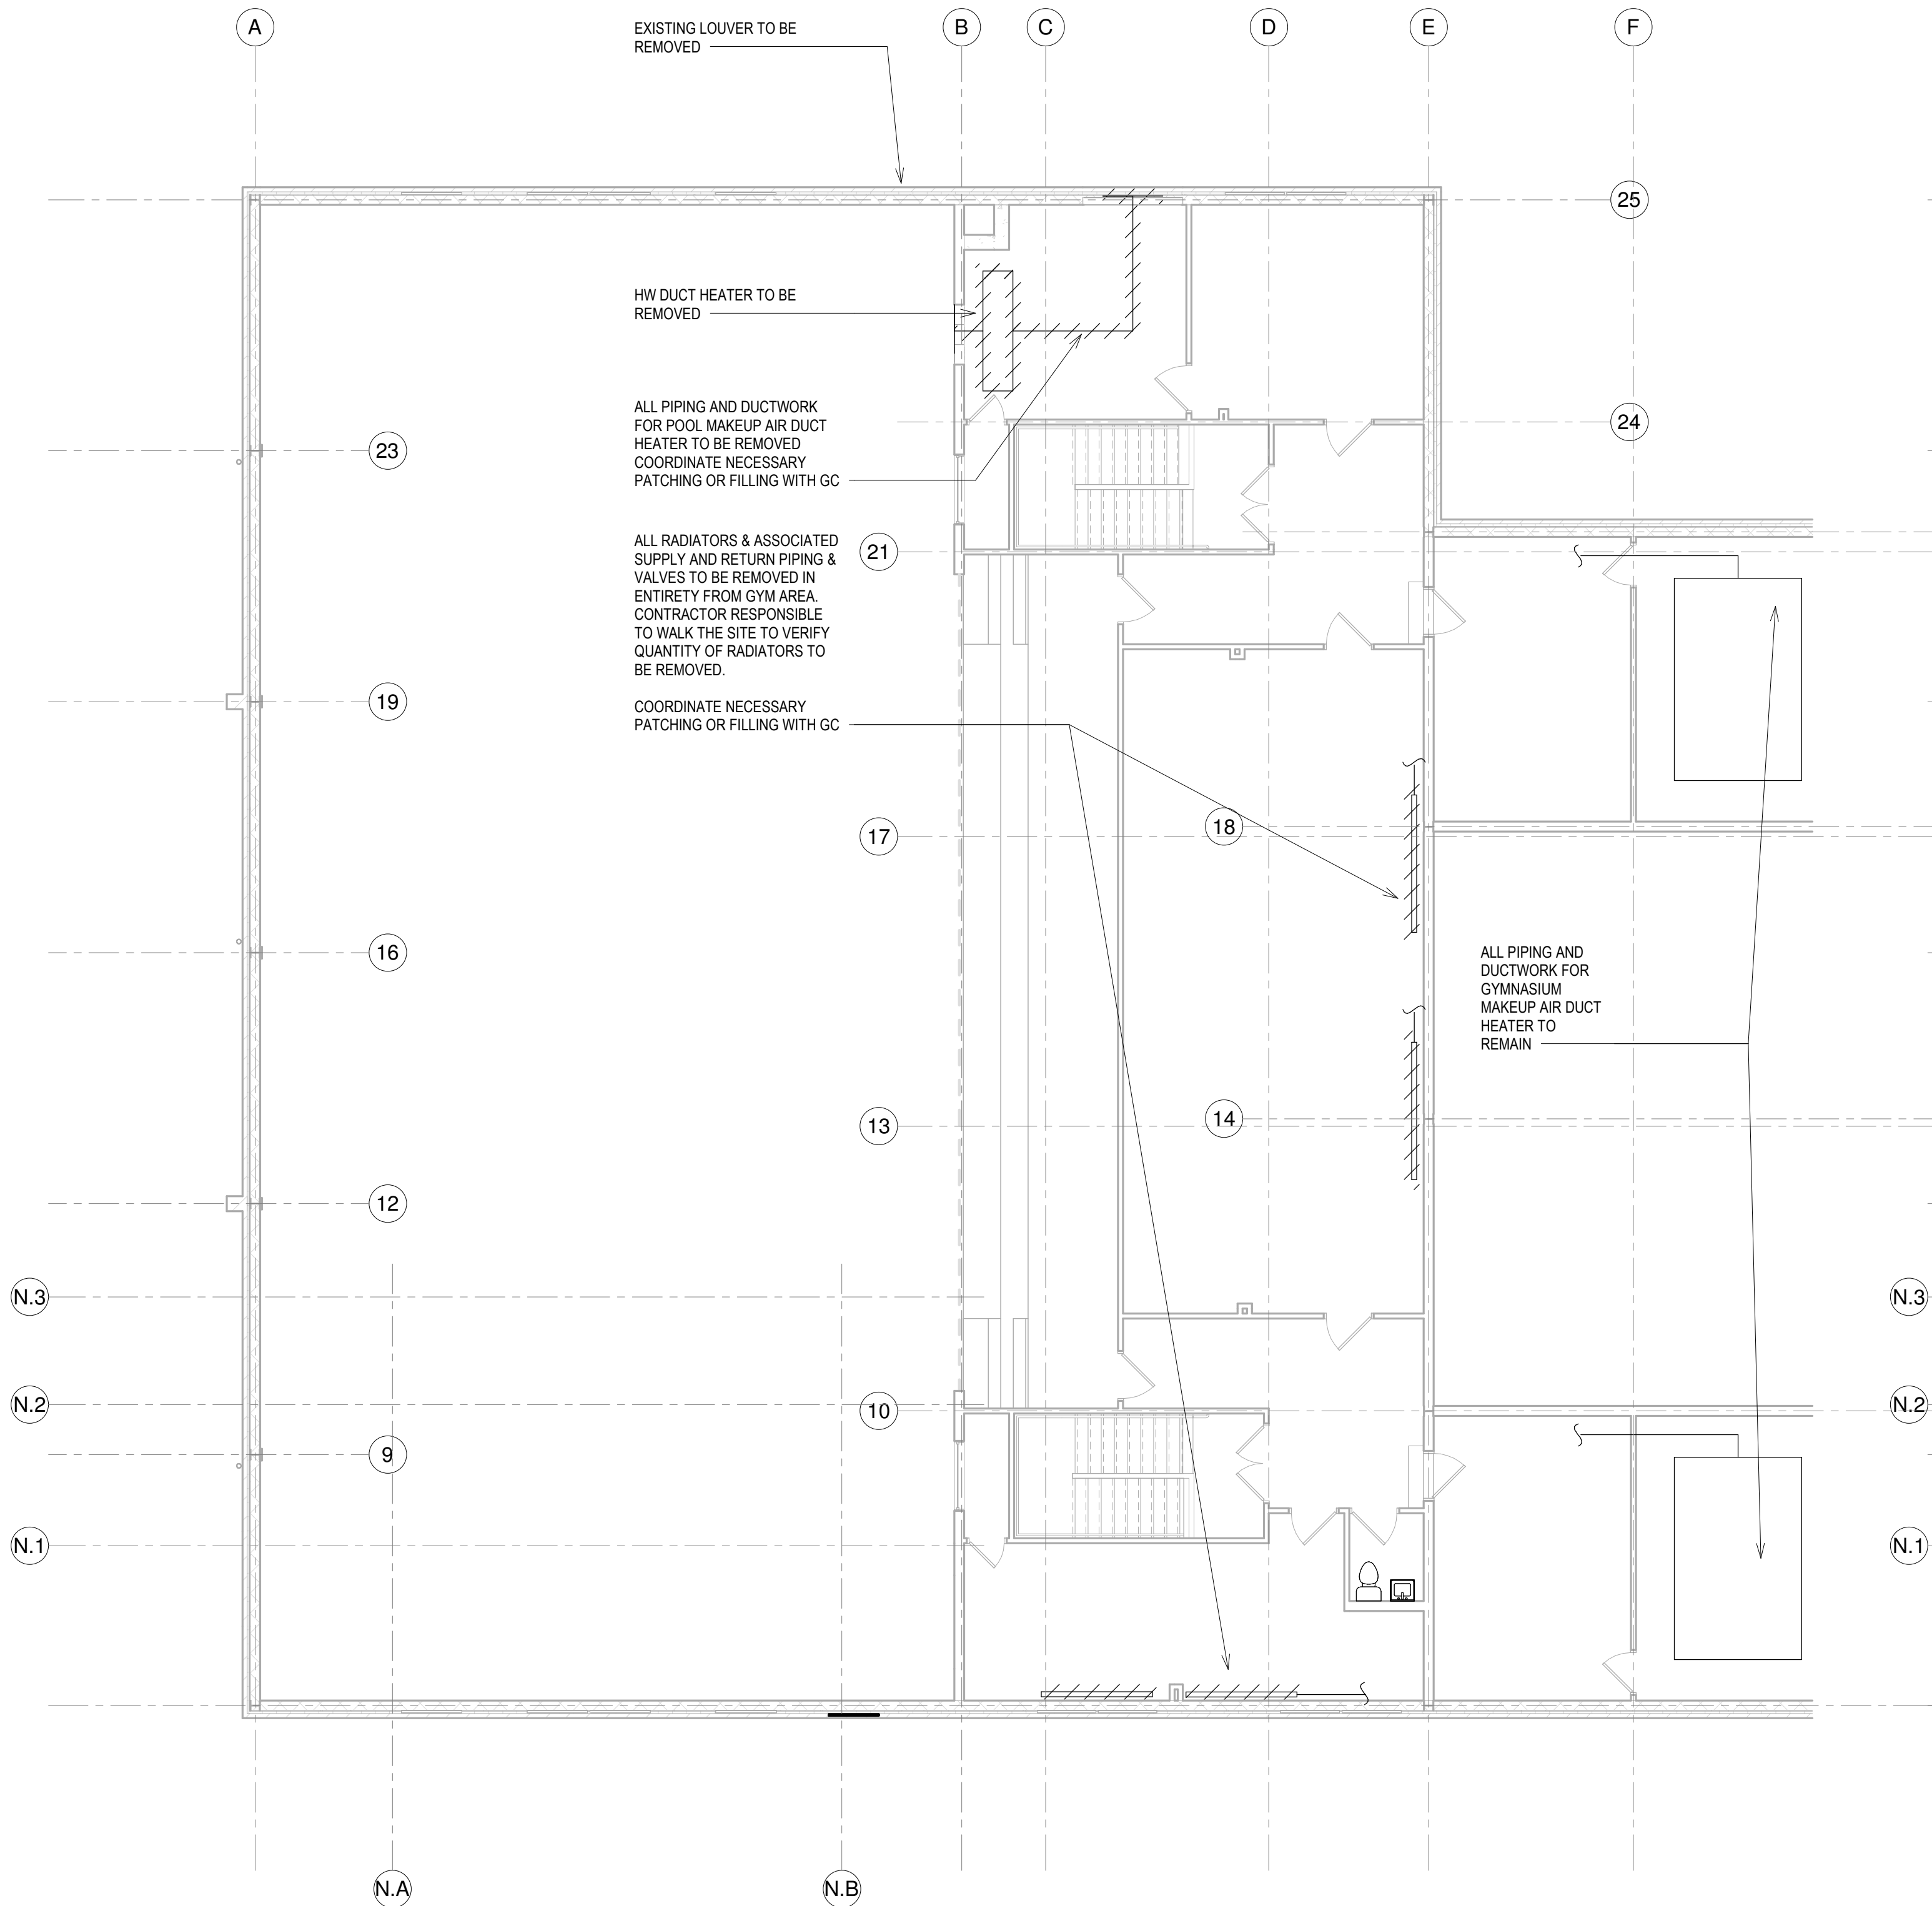 A
B
C
D
E
F
EXISTING LOUVER TO BE
REMOVED
25
HW DUCT HEATER TO BE
REMOVED
ALL PIPING AND DUCTWORK
FOR POOL MAKEUP AIR DUCT
HEATER TO BE REMOVED
COORDINATE NECESSARY
PATCHING OR FILLING WITH GC
24
23
ALL RADIATORS & ASSOCIATED
SUPPLY AND RETURN PIPING &
VALVES TO BE REMOVED IN
ENTIRETY FROM GYM AREA.
CONTRACTOR RESPONSIBLE
TO WALK THE SITE TO VERIFY
QUANTITY OF RADIATORS TO
BE REMOVED.
21
COORDINATE NECESSARY
PATCHING OR FILLING WITH GC
19
18
17
16
ALL PIPING AND
DUCTWORK FOR
GYMNASIUM
MAKEUP AIR DUCT
HEATER TO
REMAIN
14
13
12
N.3
N.3
N.2
N.2
10
9
N.1
N.1
N.A
N.B